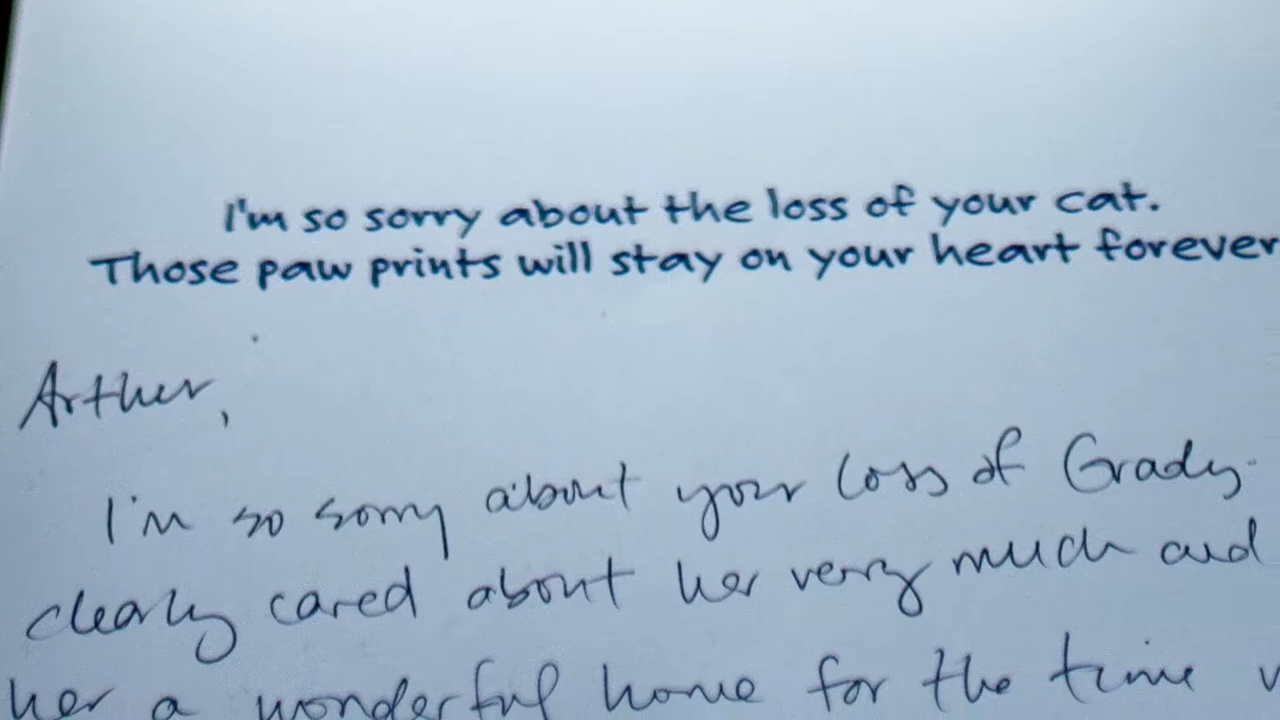 I'm so sorry about the loss of your cat.
Those paw prints will stay on your heart forever
Arther,
I'm so sorry about your loss of Grady.
clearly cared about her very much and
her a wonderful home for the time